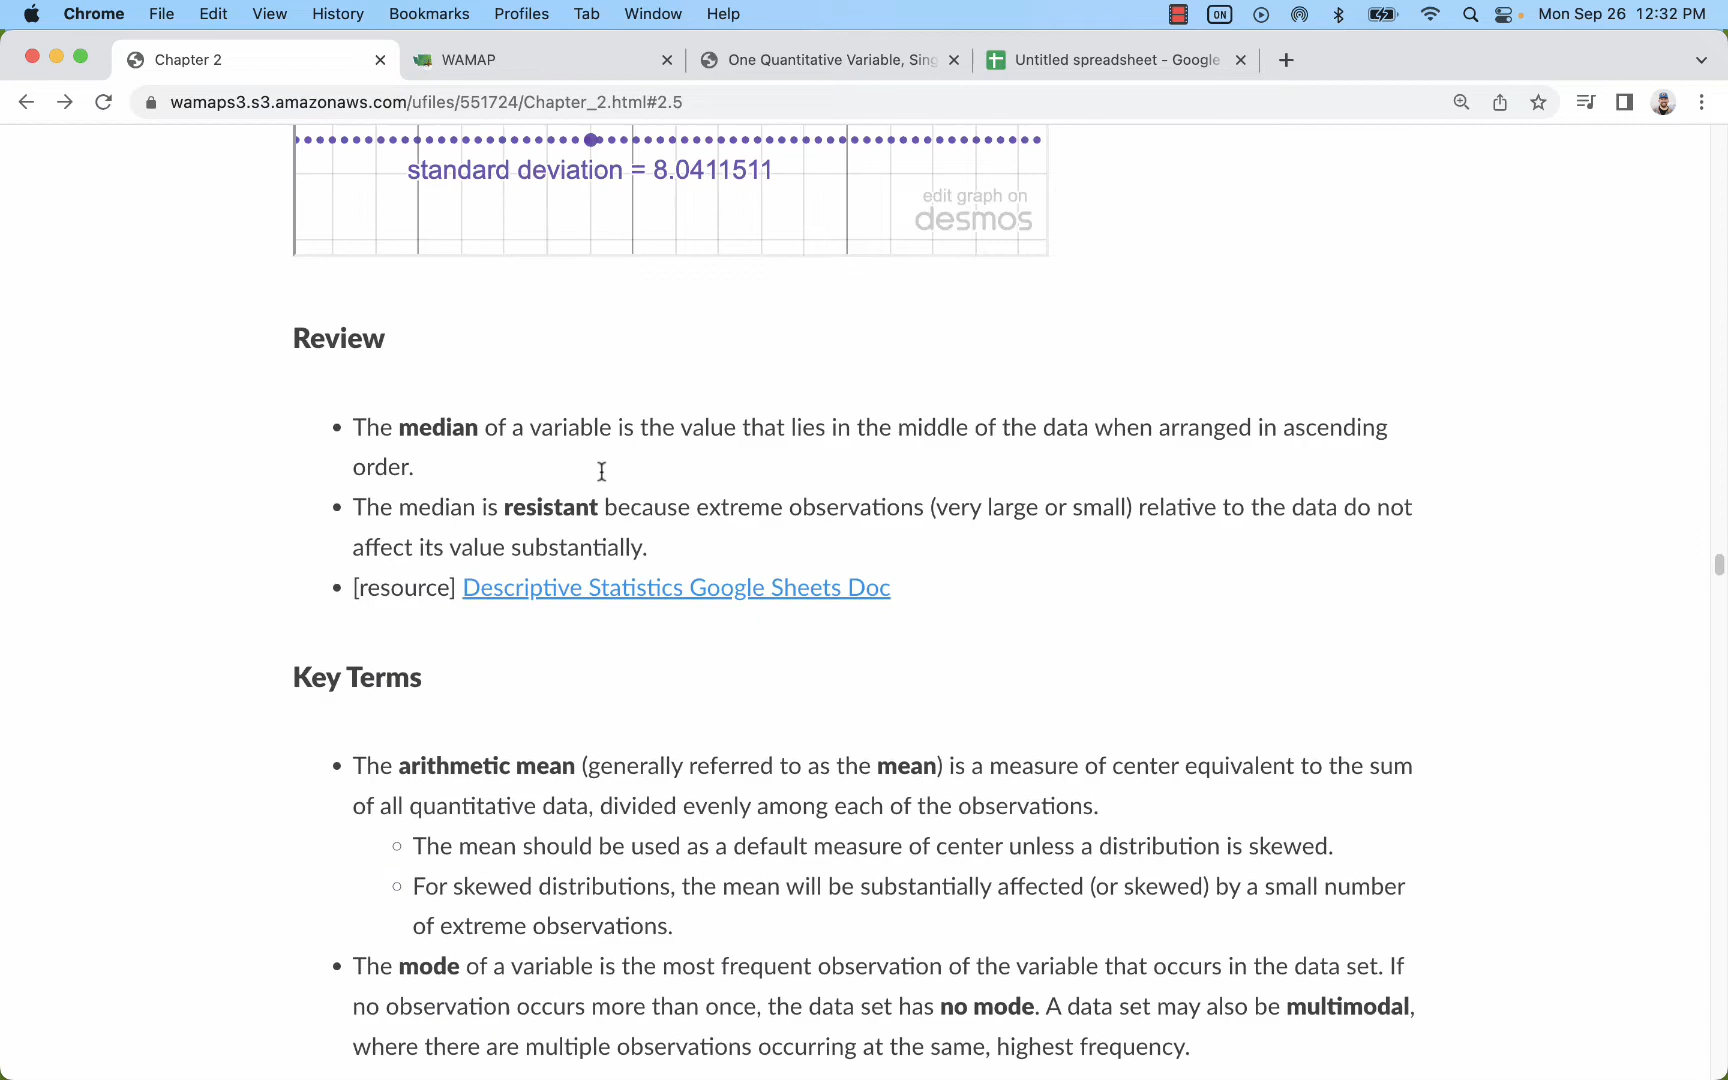 Chrome File Edit View History Bookmarks Profiles Tab Window Help ON Mon Sep 26 12:32 PM
Chapter 2 WAMAP One Quantitative Variable, Sing Untitled spreadsheet - Google
wamaps3.s3.amazonaws.com/ufiles/551724/Chapter_2.html#2.5
standard deviation = 8.0411511
edit graph on
desmos
Review
• The median of a variable is the value that lies in the middle of the data when arranged in ascending
order.
• The median is resistant because extreme observations (very large or small) relative to the data do not
affect its value substantially.
• [resource] Descriptive Statistics Google Sheets Doc
Key Terms
• The arithmetic mean (generally referred to as the mean) is a measure of center equivalent to the sum
of all quantitative data, divided evenly among each of the observations.
◦ The mean should be used as a default measure of center unless a distribution is skewed.
◦ For skewed distributions, the mean will be substantially affected (or skewed) by a small number
of extreme observations.
• The mode of a variable is the most frequent observation of the variable that occurs in the data set. If
no observation occurs more than once, the data set has no mode. A data set may also be multimodal,
where there are multiple observations occurring at the same, highest frequency.